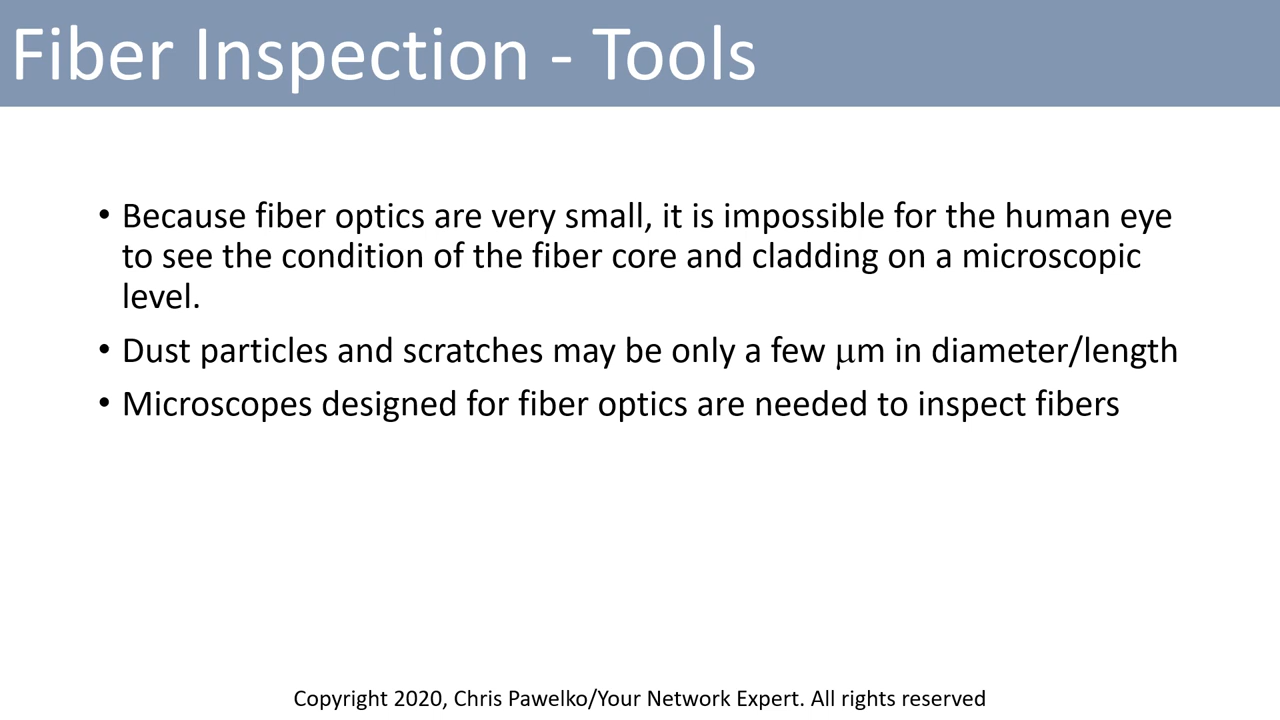 Fiber Inspection - Tools
• Because fiber optics are very small, it is impossible for the human eye
to see the condition of the fiber core and cladding on a microscopic
level.
• Dust particles and scratches may be only a few μm in diameter/length
• Microscopes designed for fiber optics are needed to inspect fibers
Copyright 2020, Chris Pawelko/Your Network Expert. All rights reserved